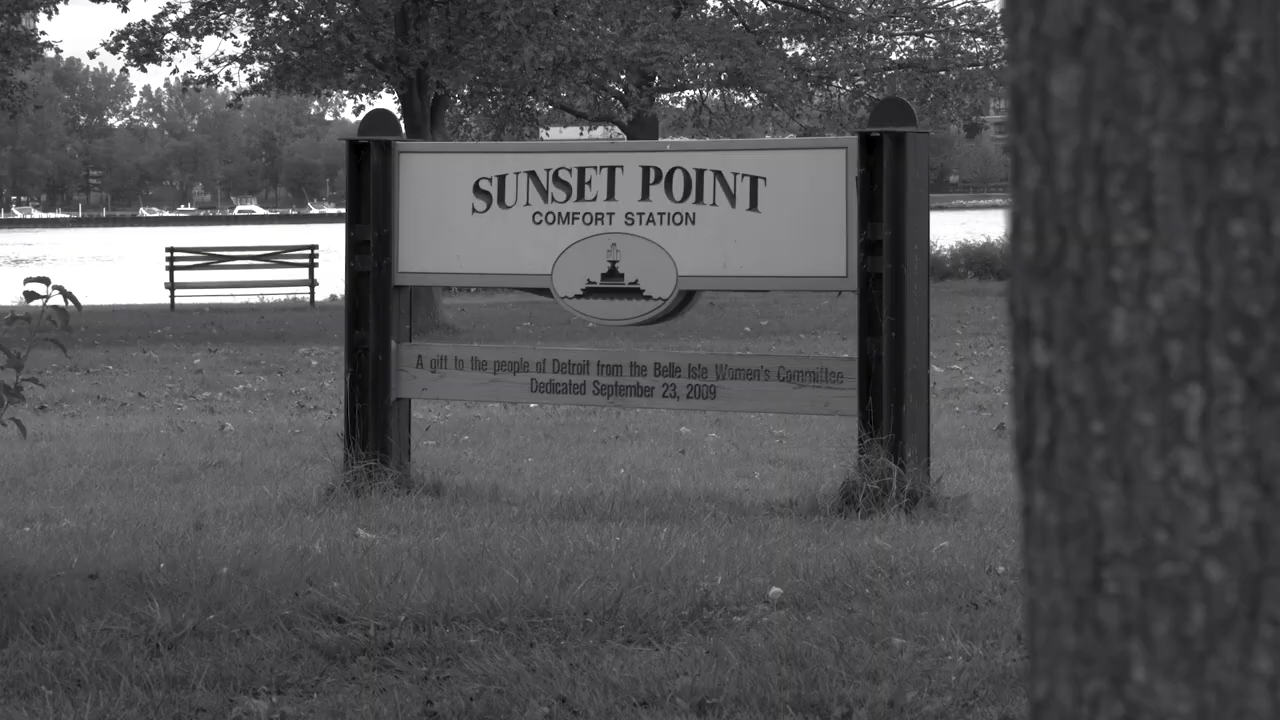 SUNSET POINT
COMFORT STATION
A gift to the people of Detroit from the Belle Isle Women's Committee
Dedicated September 23, 2009